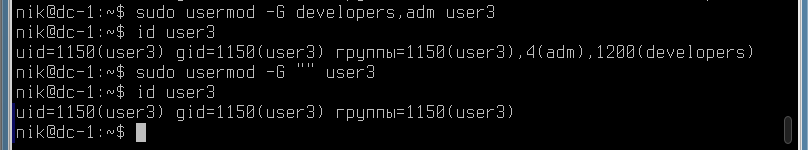 nik@dc-1:~$ sudo usermod -G developers,adm user3
nik@dc-1:~$ id user3
uid=1150(user3) gid=1150(user3) группы=1150(user3),4(adm),1200(developers)
nik@dc-1:~$ sudo usermod -G "" user3
nik@dc-1:~$ id user3
uid=1150(user3) gid=1150(user3) группы=1150(user3)
nik@dc-1:~$